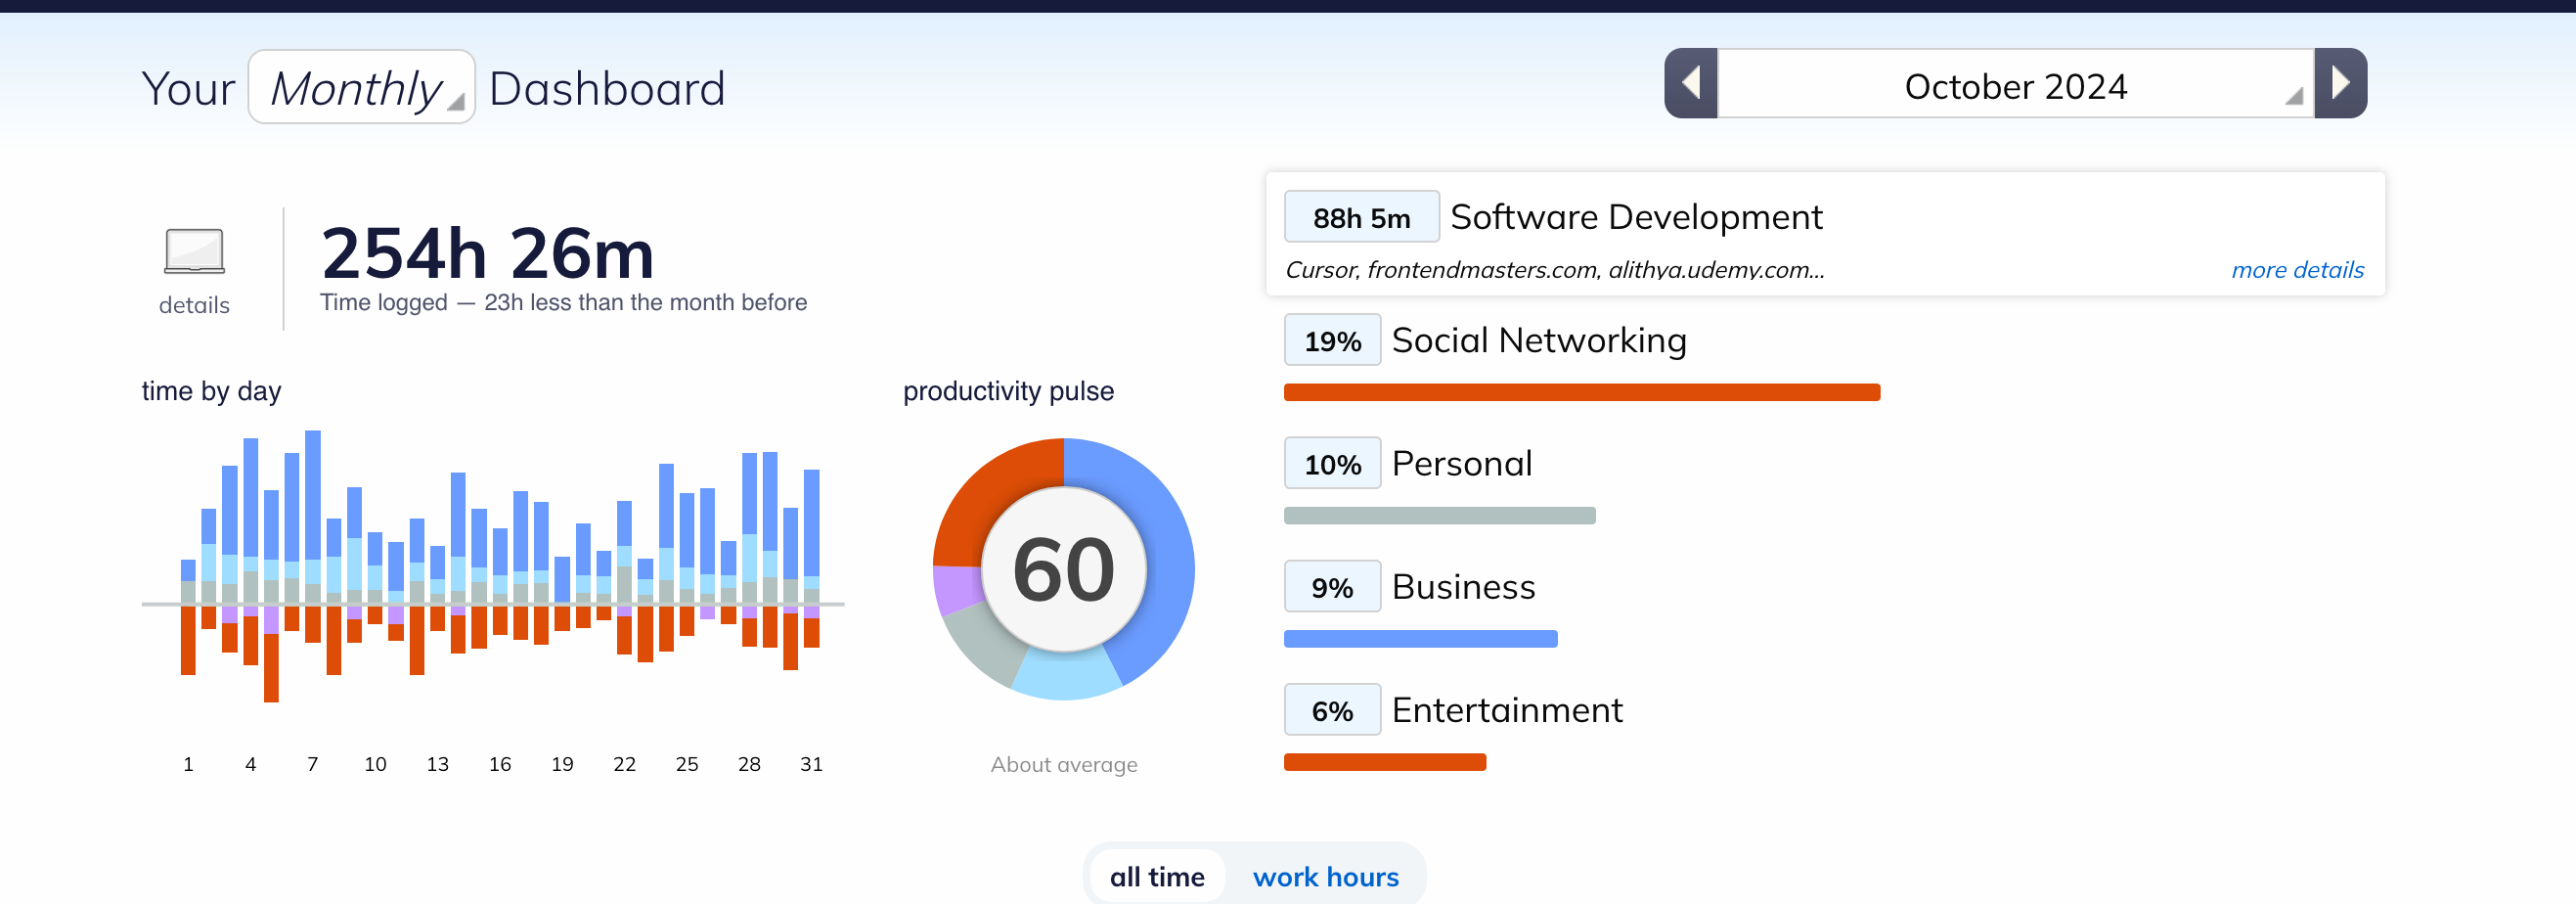 Your Monthly Dashboard
October 2024
details
254h 26m
Time logged — 23h less than the month before
time by day
1 4 7 10 13 16 19 22 25 28 31
productivity pulse
60
About average
88h 5m Software Development
Cursor, frontendmasters.com, alithya.udemy.com...
more details
19% Social Networking
10% Personal
9% Business
6% Entertainment
all time work hours